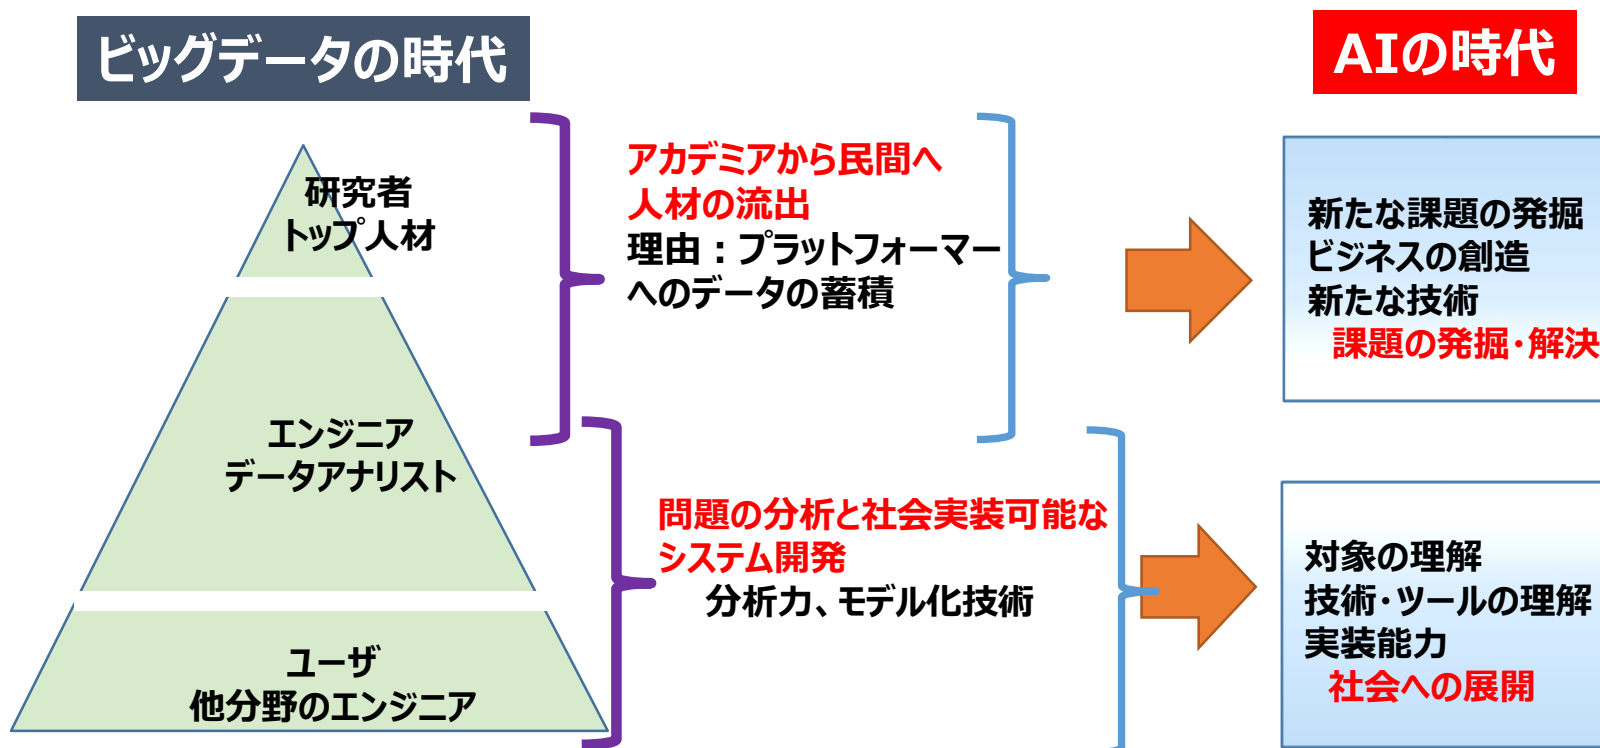 ビッグデータの時代
AIの時代
研究者
トップ人材
エンジニア
データアナリスト
ユーザ
他分野のエンジニア
アカデミアから民間へ
人材の流出
理由：プラットフォーマー
へのデータの蓄積
問題の分析と社会実装可能な
システム開発
分析力、モデル化技術
新たな課題の発掘
ビジネスの創造
新たな技術
課題の発掘・解決
対象の理解
技術・ツールの理解
実装能力
社会への展開